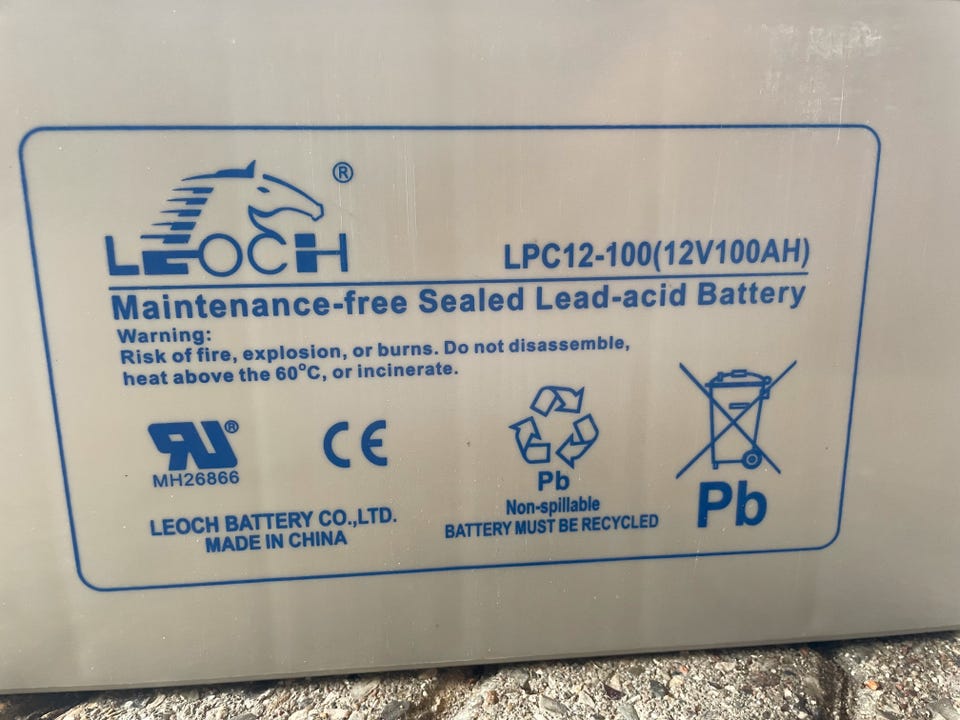 LEOCH ®
LPC12-100(12V100AH)
Maintenance-free Sealed Lead-acid Battery
Warning:
Risk of fire, explosion, or burns. Do not disassemble,
heat above the 60°C, or incinerate.
RU®
MH26866
CE
Pb
Non-spillable
BATTERY MUST BE RECYCLED
Pb
LEOCH BATTERY CO.,LTD.
MADE IN CHINA